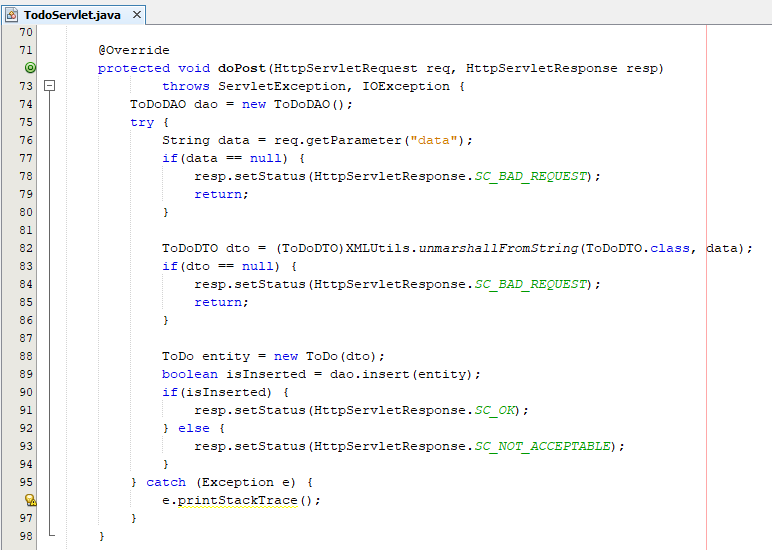 TodoServlet.java
70
71 @Override
protected void doPost(HttpServletRequest req, HttpServletResponse resp)
73 throws ServletException, IOException {
74 ToDoDAO dao = new ToDoDAO();
75 try {
76 String data = req.getParameter("data");
77 if(data == null) {
78 resp.setStatus(HttpServletResponse.SC_BAD_REQUEST);
79 return;
80 }
81
82 ToDoDTO dto = (ToDoDTO)XMLUtils.unmarshallFromString(ToDoDTO.class, data);
83 if(dto == null) {
84 resp.setStatus(HttpServletResponse.SC_BAD_REQUEST);
85 return;
86 }
87
88 ToDo entity = new ToDo(dto);
89 boolean isInserted = dao.insert(entity);
90 if(isInserted) {
91 resp.setStatus(HttpServletResponse.SC_OK);
92 } else {
93 resp.setStatus(HttpServletResponse.SC_NOT_ACCEPTABLE);
94 }
95 } catch (Exception e) {
e.printStackTrace();
97 }
98 }